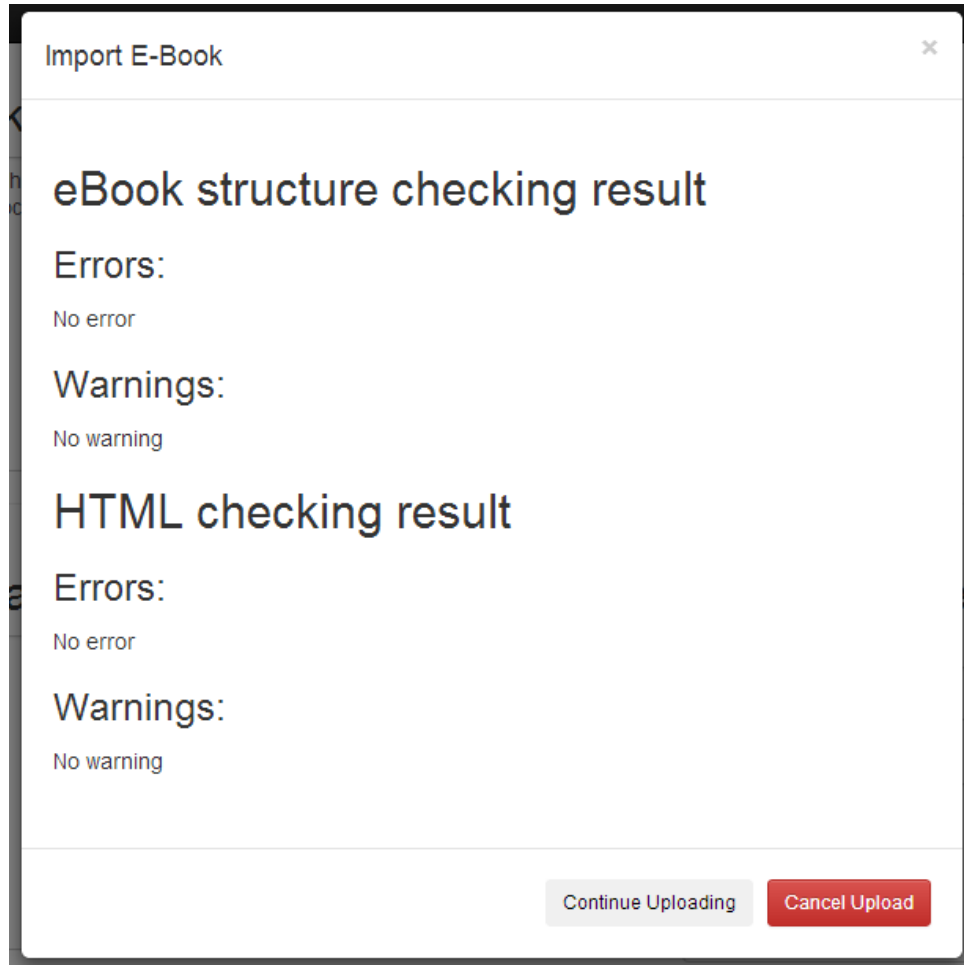 Import E-Book
×
eBook structure checking result
Errors:
No error
Warnings:
No warning
HTML checking result
Errors:
No error
Warnings:
No warning
Continue Uploading
Cancel Upload